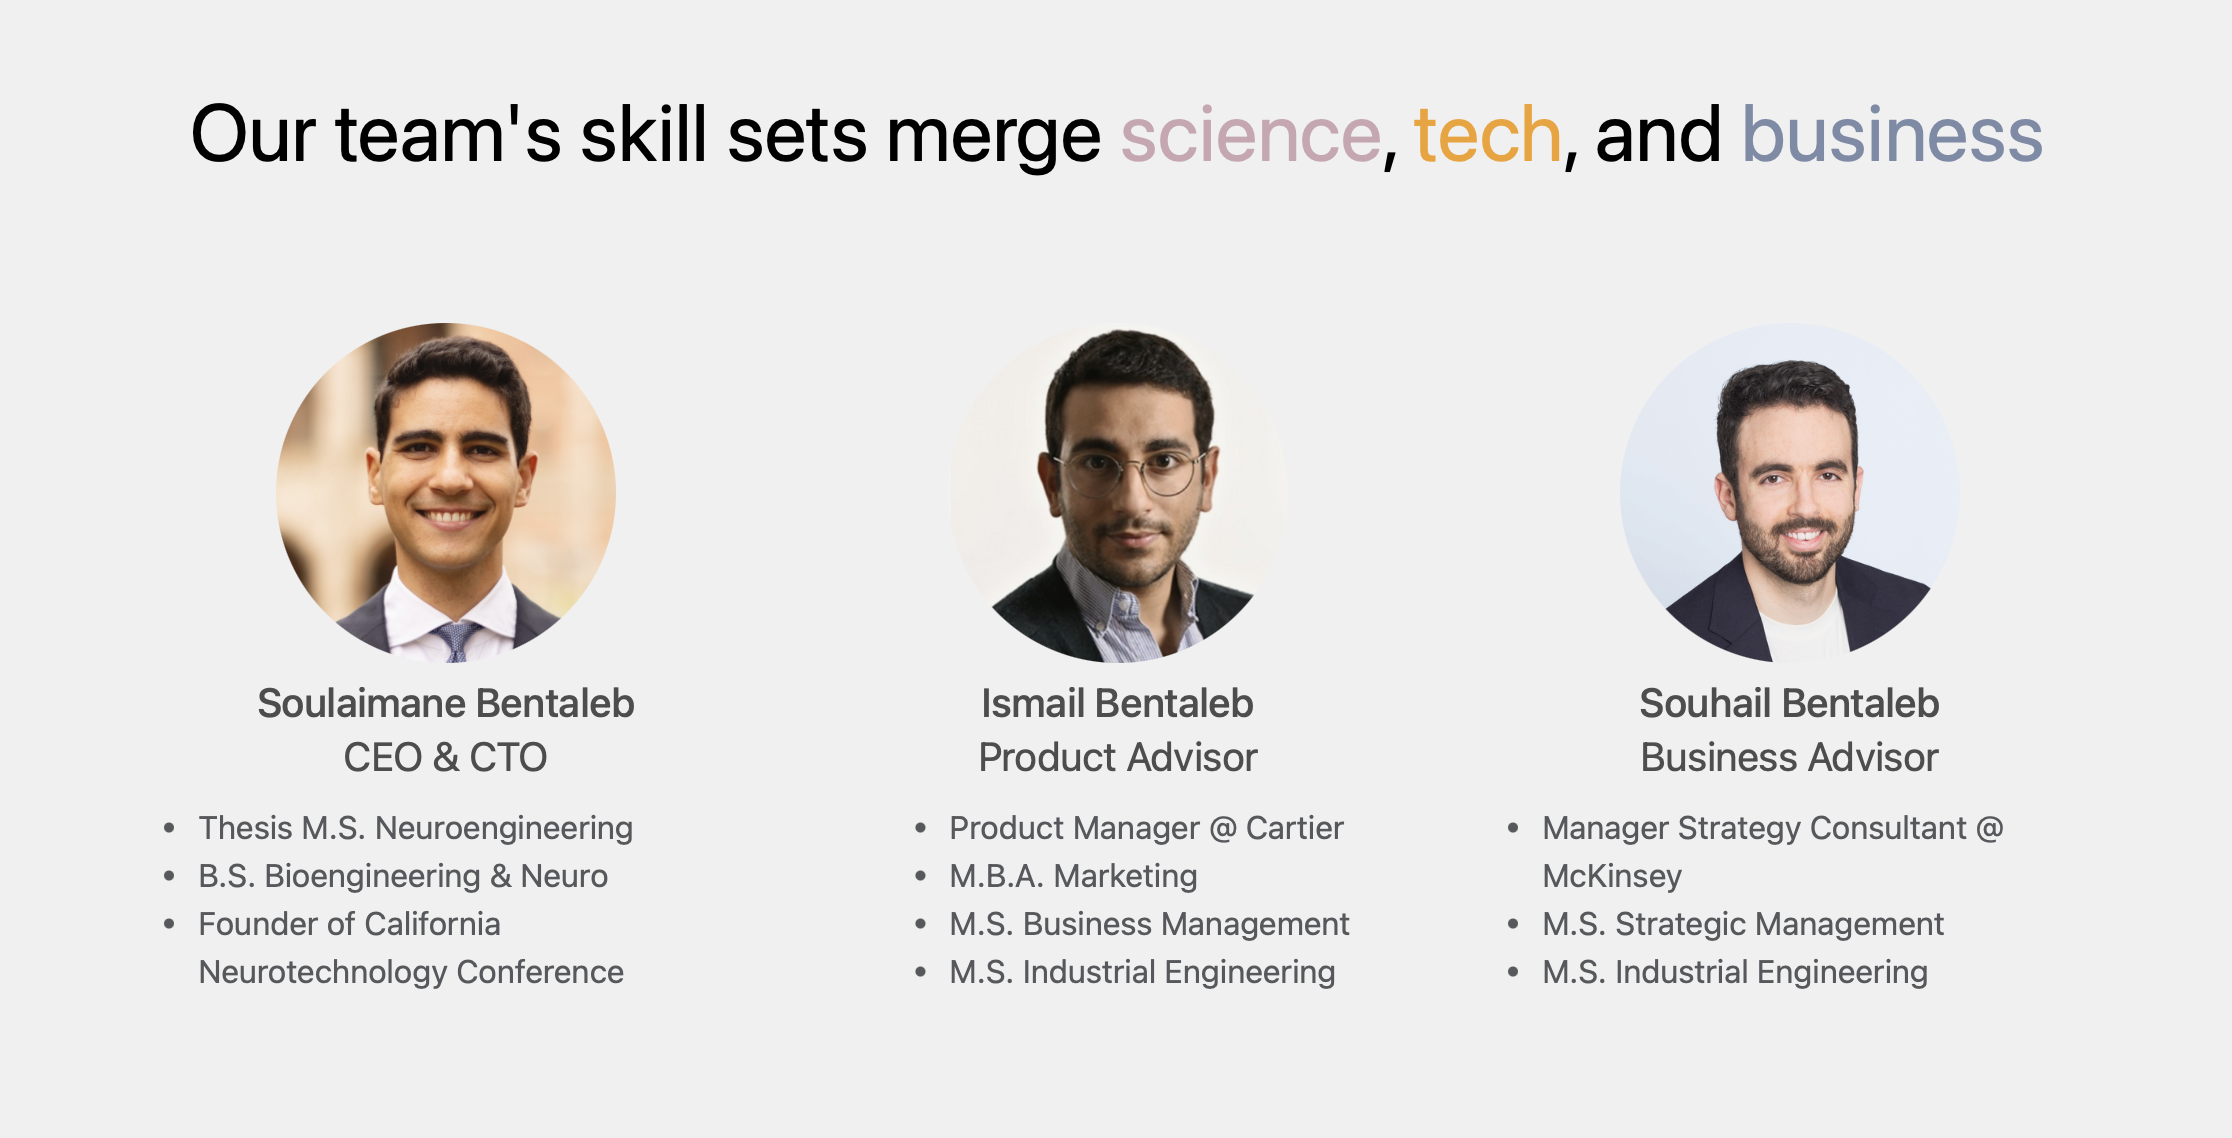 Our team's skill sets merge science, tech, and business
Soulaimane Bentaleb
CEO & CTO
• Thesis M.S. Neuroengineering
• B.S. Bioengineering & Neuro
• Founder of California
Neurotechnology Conference
Ismail Bentaleb
Product Advisor
• Product Manager @ Cartier
• M.B.A. Marketing
• M.S. Business Management
• M.S. Industrial Engineering
Souhail Bentaleb
Business Advisor
• Manager Strategy Consultant @
McKinsey
• M.S. Strategic Management
• M.S. Industrial Engineering